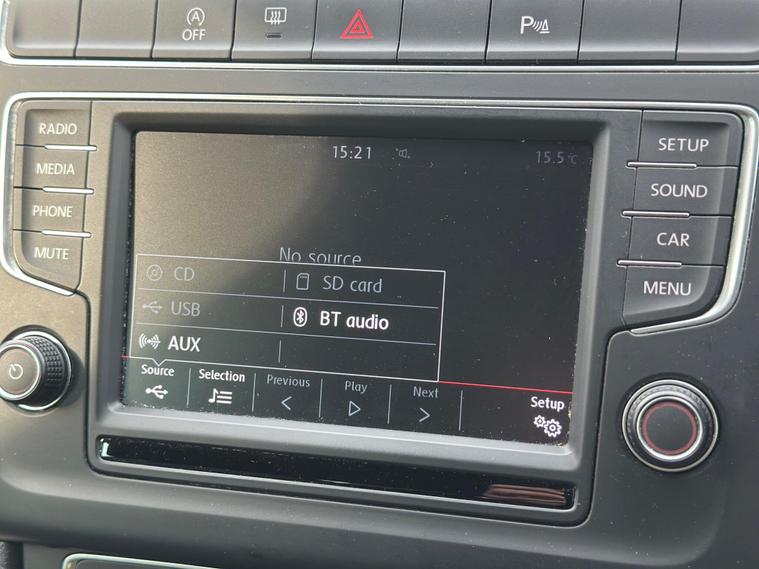 A
OFF
P
RADIO
MEDIA
PHONE
MUTE
SETUP
SOUND
CAR
MENU
15:21
15.5°C
No source
CD
SD card
USB
BT audio
AUX
Source
Selection
Previous
Play
Next
Setup